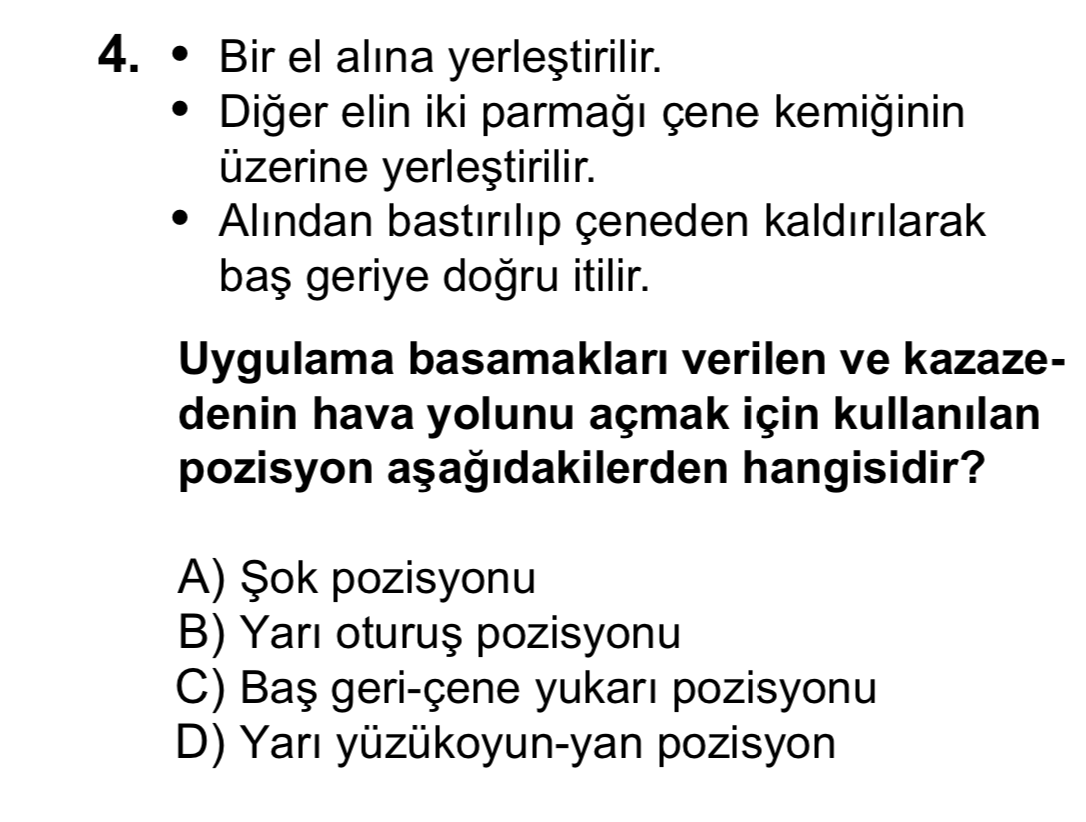 4. • Bir el alına yerleştirilir.
• Diğer elin iki parmağı çene kemiğinin
üzerine yerleştirilir.
• Alından bastırılıp çeneden kaldırılarak
baş geriye doğru itilir.
Uygulama basamakları verilen ve kazaze-
denin hava yolunu açmak için kullanılan
pozisyon aşağıdakilerden hangisidir?
A) Şok pozisyonu
B) Yarı oturuş pozisyonu
C) Baş geri-çene yukarı pozisyonu
D) Yarı yüzükoyun-yan pozisyon